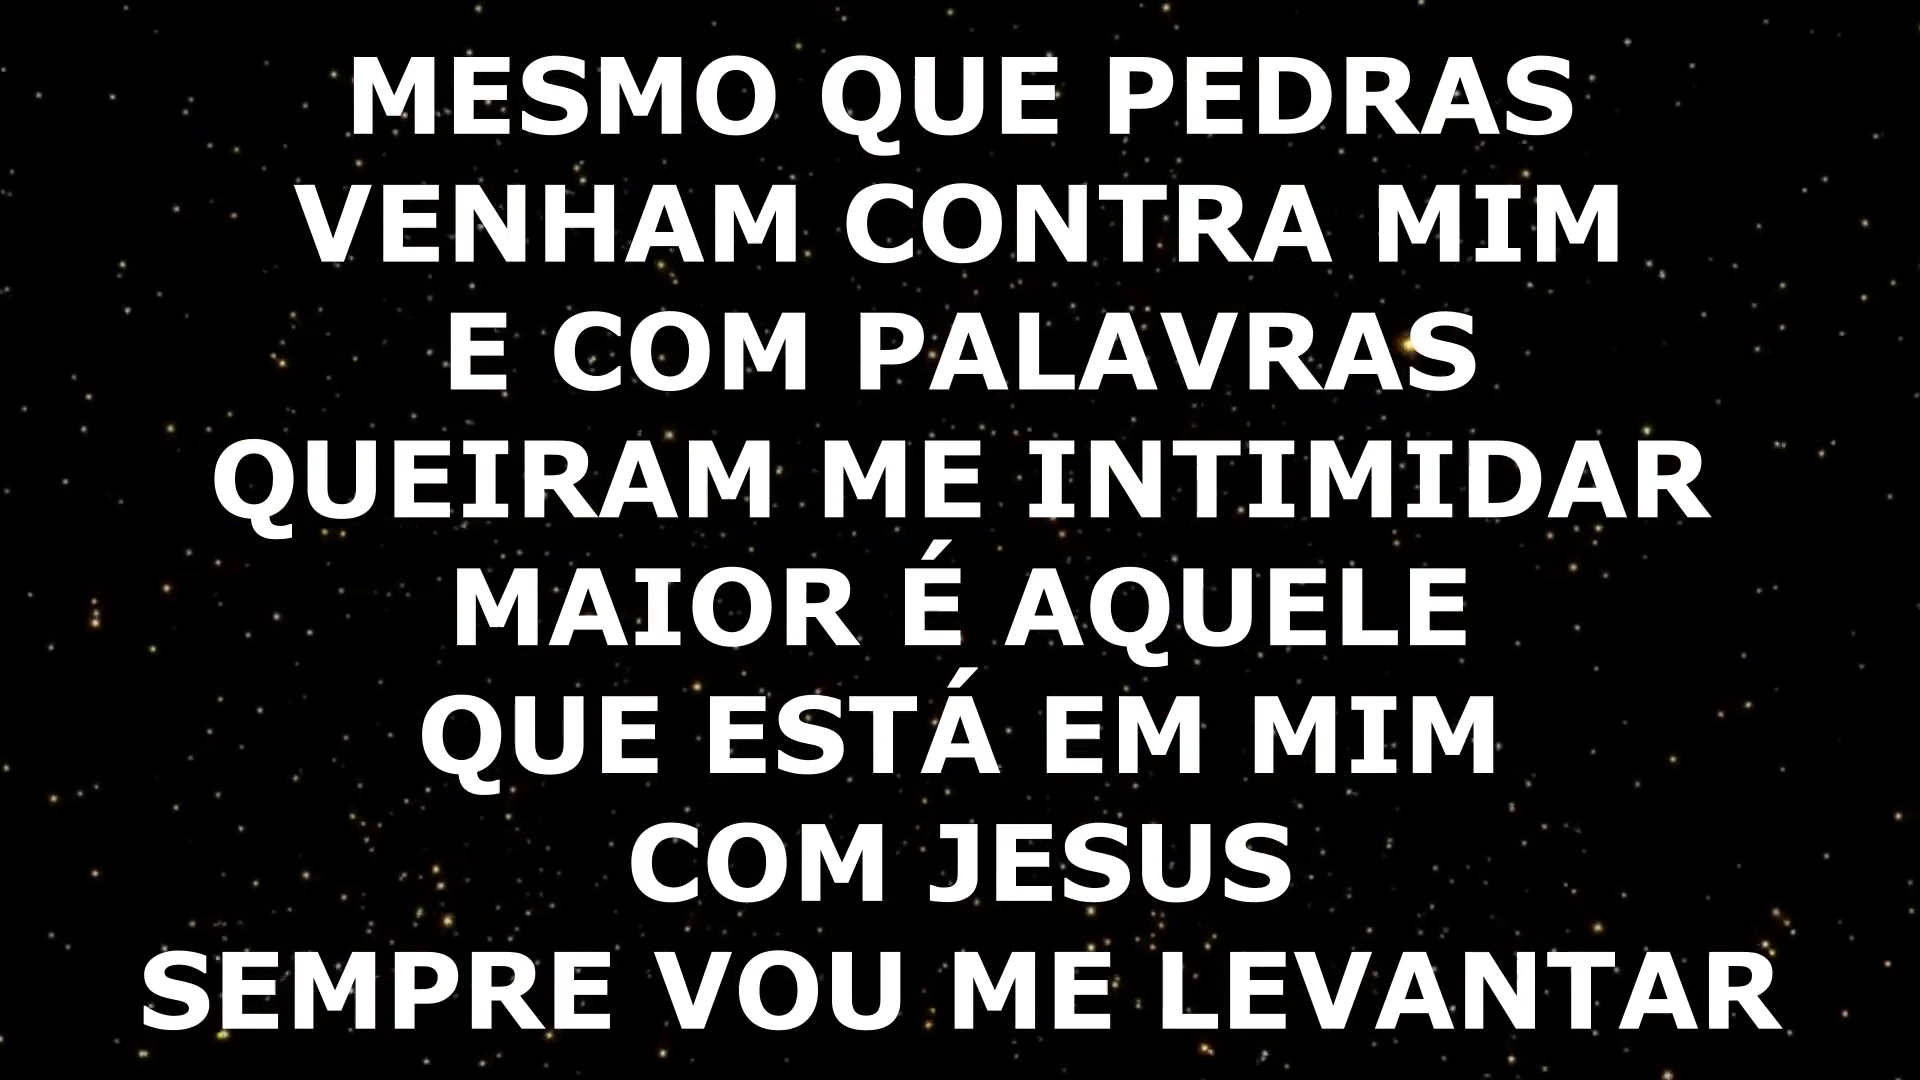 MESMO QUE PEDRAS
VENHAM CONTRA MIM
E COM PALAVRAS
QUEIRAM ME INTIMIDAR
MAIOR É AQUELE
QUE ESTÁ EM MIM
COM JESUS
SEMPRE VOU ME LEVANTAR